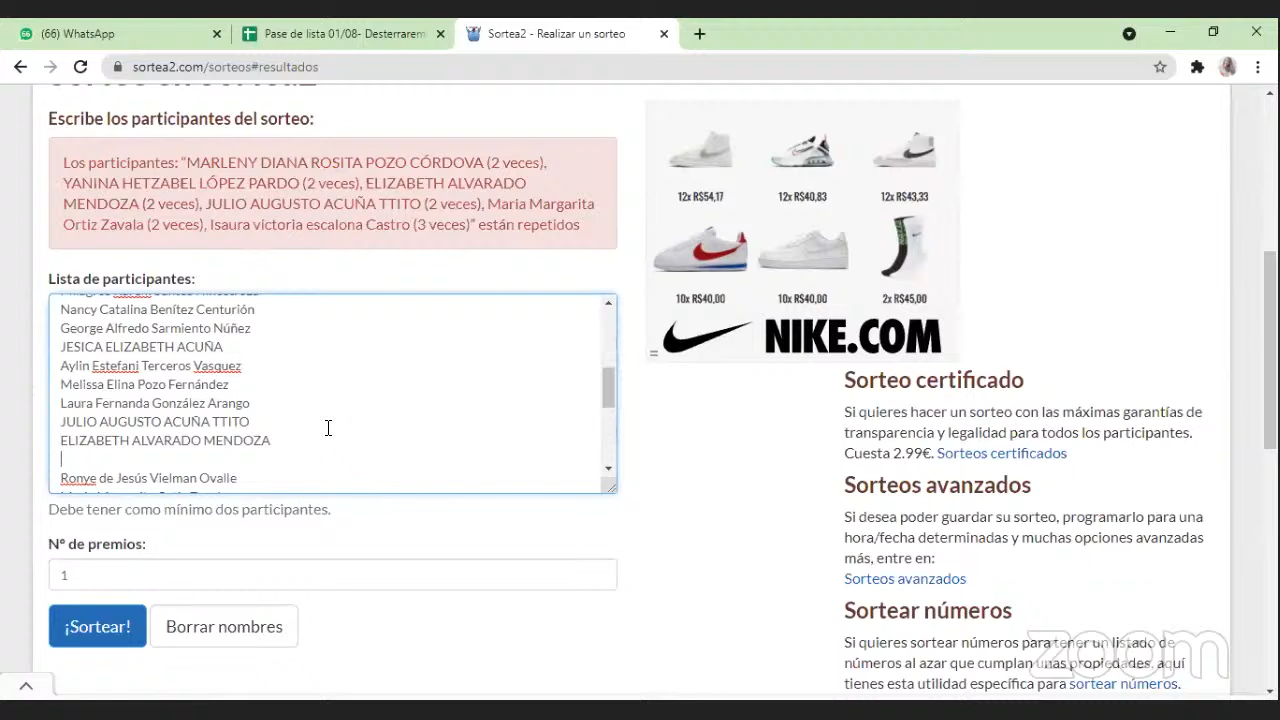 (66) WhatsApp
Pase de lista 01/08- Desterrarem
Sortea2 - Realizar un sorteo
sortea2.com/sorteos#resultados
Escribe los participantes del sorteo:
Los participantes: “MARLENY DIANA ROSITA POZO CÓRDOVA (2 veces),
YANINA HETZABEL LÓPEZ PARDO (2 veces), ELIZABETH ALVARADO
MENDOZA (2 veces), JULIO AUGUSTO ACUÑA TTITO (2 veces), Maria Margarita
Ortiz Zavala (2 veces), Isaura victoria escalona Castro (3 veces)” están repetidos
Lista de participantes:
Nancy Catalina Benítez Centurión
George Alfredo Sarmiento Núñez
JESICA ELIZABETH ACUÑA
Aylin Estefani Terceros Vasquez
Melissa Elina Pozo Fernández
Laura Fernanda González Arango
JULIO AUGUSTO ACUÑA TTITO
ELIZABETH ALVARADO MENDOZA
Ronye de Jesús Vielman Ovalle
Debe tener como mínimo dos participantes.
Nº de premios:
1
¡Sortear!
Borrar nombres
12x R$54,17
12x R$40,83
12x R$43,33
10x R$40,00
10x R$40,00
2x R$45,00
NIKE.COM
Sorteo certificado
Si quieres hacer un sorteo con las máximas garantías de
transparencia y legalidad para todos los participantes.
Cuesta 2.99€. Sorteos certificados
Sorteos avanzados
Si desea poder guardar su sorteo, programarlo para una
hora/fecha determinadas y muchas opciones avanzadas
más, entre en:
Sorteos avanzados
Sortear números
Si quieres sortear números para tener un listado de
números al azar que cumplan unas propiedades, aquí
tienes esta utilidad específica para sortear números.
zoom